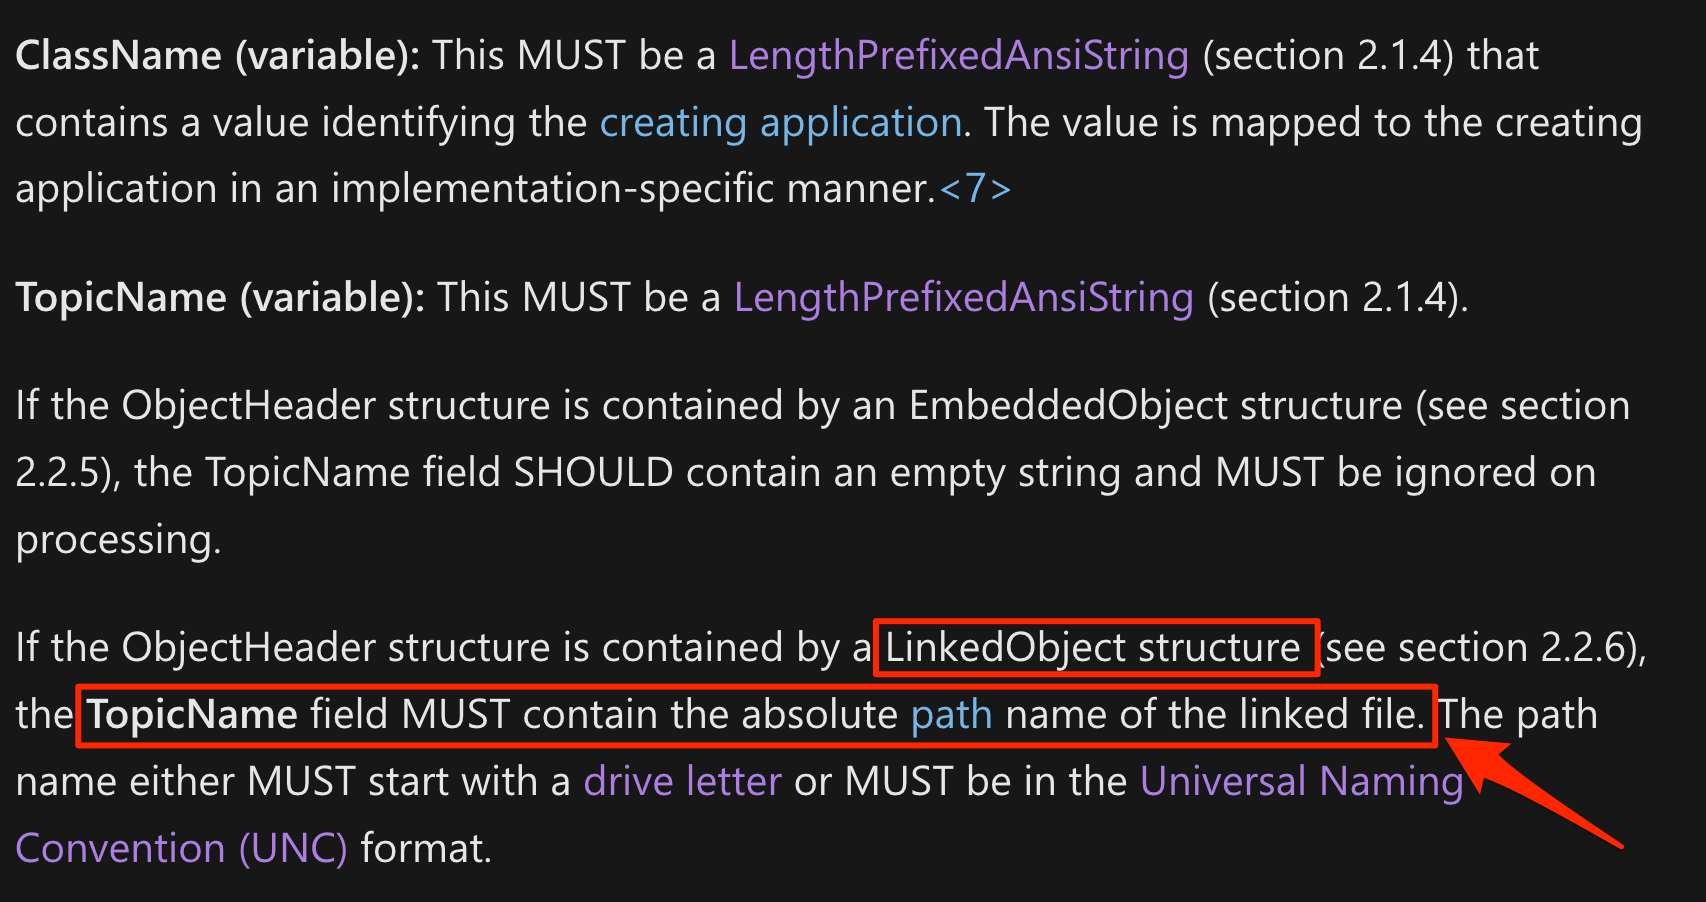 ClassName (variable): This MUST be a LengthPrefixedAnsiString (section 2.1.4) that
contains a value identifying the creating application. The value is mapped to the creating
application in an implementation-specific manner.<7>
TopicName (variable): This MUST be a LengthPrefixedAnsiString (section 2.1.4).
If the ObjectHeader structure is contained by an EmbeddedObject structure (see section
2.2.5), the TopicName field SHOULD contain an empty string and MUST be ignored on
processing.
If the ObjectHeader structure is contained by a LinkedObject structure (see section 2.2.6),
the TopicName field MUST contain the absolute path name of the linked file. The path
name either MUST start with a drive letter or MUST be in the Universal Naming
Convention (UNC) format.